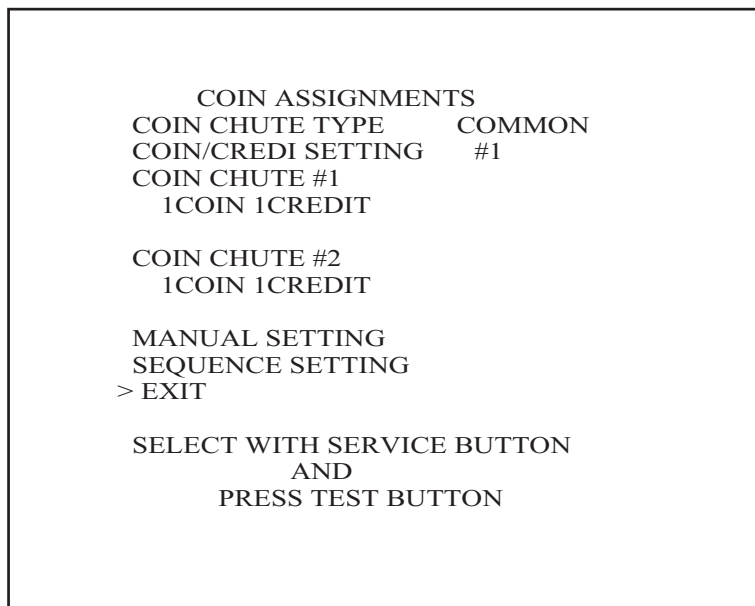 COIN ASSIGNMENTS
COIN CHUTE TYPE COMMON
COIN/CREDI SETTING #1
COIN CHUTE #1
1COIN 1CREDIT
COIN CHUTE #2
1COIN 1CREDIT
MANUAL SETTING
SEQUENCE SETTING
> EXIT
SELECT WITH SERVICE BUTTON
AND
PRESS TEST BUTTON